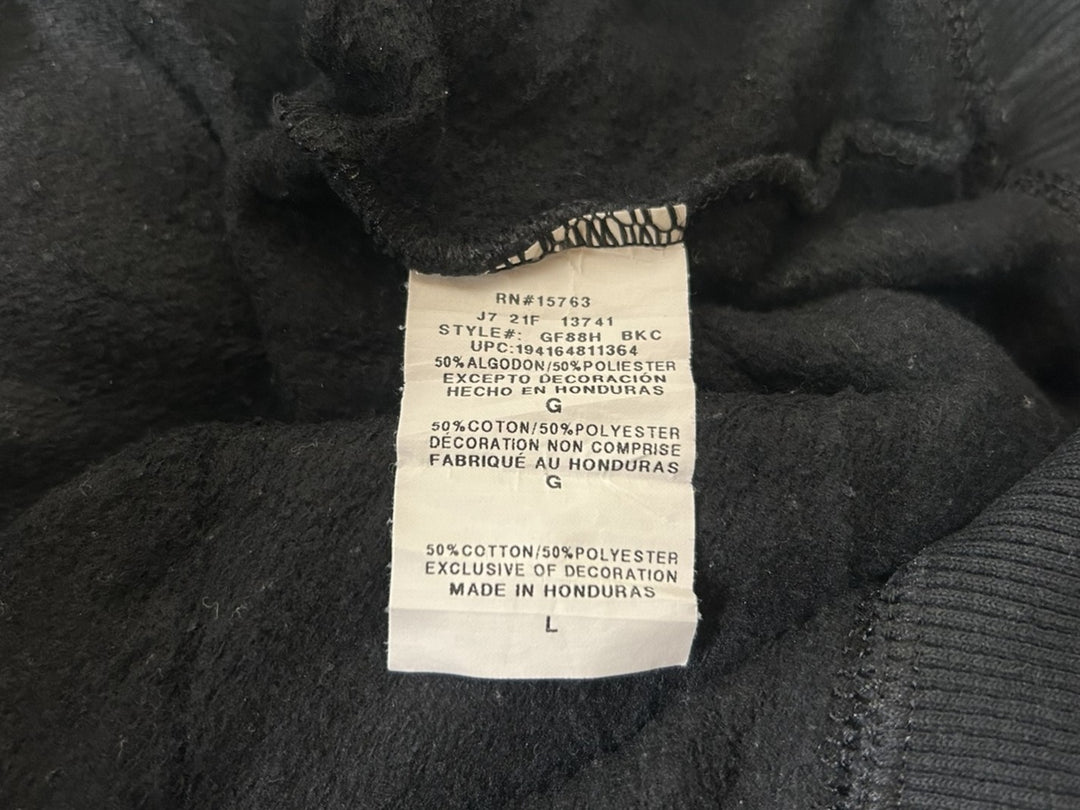 RN#15763
J7 21F 13741
STYLE#: GF88H BKC
UPC:194164811364
50%ALGODON/50%POLIESTER
EXCEPTO DECORACIÓN
HECHO EN HONDURAS
G
50%COTON/50%POLYESTER
DÉCORATION NON COMPRISE
FABRIQUÉ AU HONDURAS
G
50%COTTON/50%POLYESTER
EXCLUSIVE OF DECORATION
MADE IN HONDURAS
L